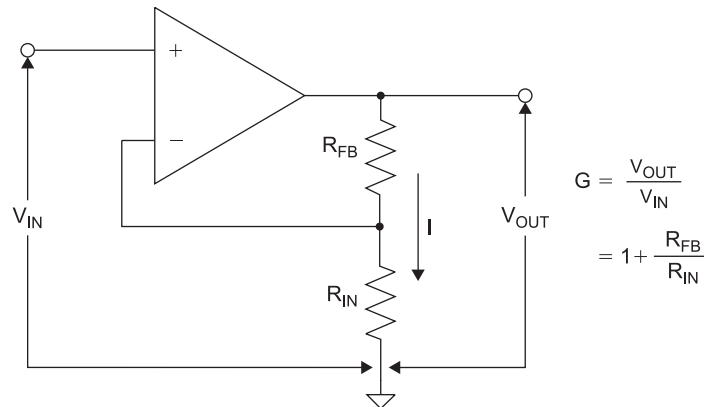 +
−
R_FB
V_IN
I
V_OUT
R_IN
G = V_OUT / V_IN
= 1 + R_FB / R_IN